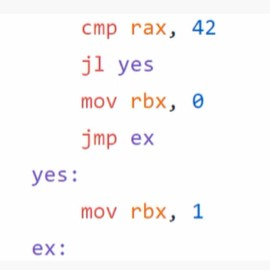 cmp rax, 42
jl yes
mov rbx, 0
jmp ex
yes:
mov rbx, 1
ex: